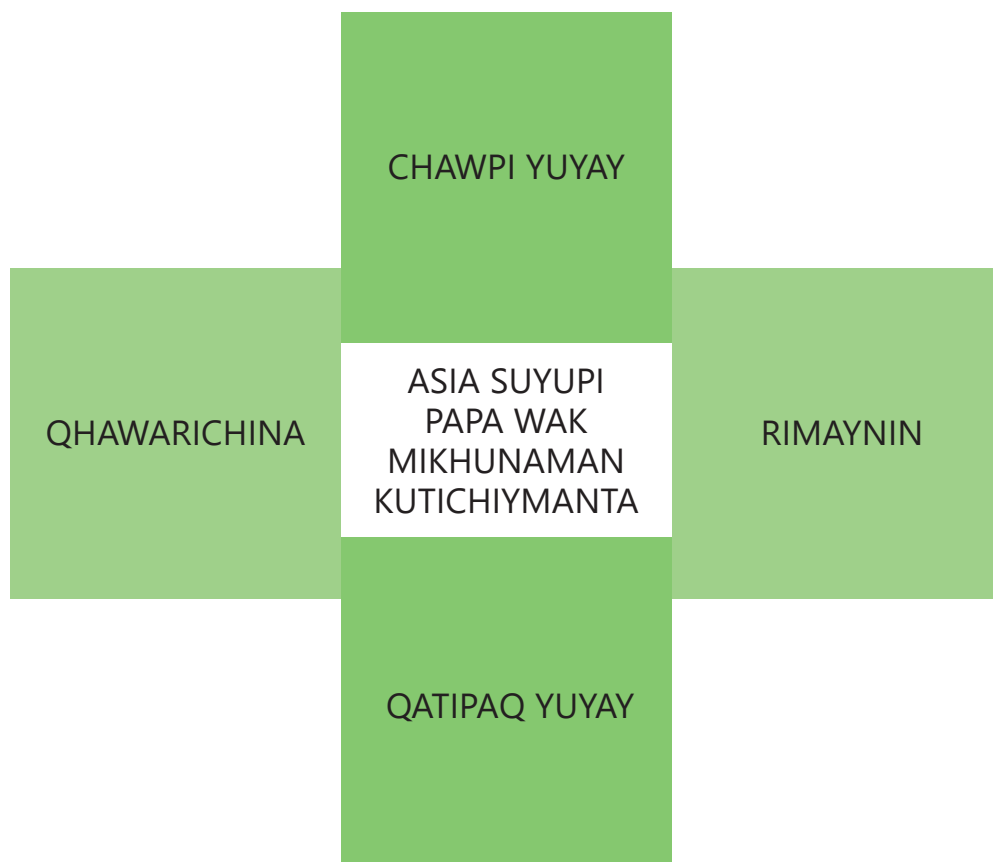 CHAWPI YUYAY
QHAWARICHINA
ASIA SUYUPI
PAPA WAK
MIKHUNAMAN
KUTICHIYMANTA
RIMAYNIN
QATIPAQ YUYAY